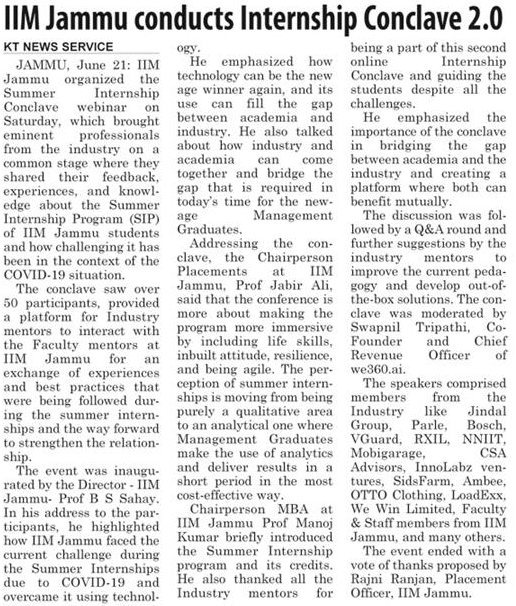 IIM Jammu conducts Internship Conclave 2.0
KT NEWS SERVICE
JAMMU, June 21: IIM
Jammu organized the
Summer Internship
Conclave webinar on
Saturday, which brought
eminent professionals
from the industry on a
common stage where they
shared their feedback,
experiences, and knowl-
edge about the Summer
Internship Program (SIP)
of IIM Jammu students
and how challenging it has
been in the context of the
COVID-19 situation.
The conclave saw over
50 participants, provided
a platform for Industry
mentors to interact with
the Faculty mentors at
IIM Jammu for an
exchange of experiences
and best practices that
were being followed dur-
ing the summer intern-
ships and the way forward
to strengthen the relation-
ship.
The event was inaugu-
rated by the Director - IIM
Jammu- Prof B S Sahay.
In his address to the par-
ticipants, he highlighted
how IIM Jammu faced the
current challenge during
the Summer Internships
due to COVID-19 and
overcame it using technol-
ogy.
He emphasized how
technology can be the new
age winner again, and its
use can fill the gap
between academia and
industry. He also talked
about how industry and
academia can come
together and bridge the
gap that is required in
today's time for the new-
age Management
Graduates.
Addressing the con-
clave, the Chairperson
Placements at IIM
Jammu, Prof Jabir Ali,
said that the conference is
more about making the
program more immersive
by including life skills,
inbuilt attitude, resilience,
and being agile. The per-
ception of summer intern-
ships is moving from being
purely a qualitative area
to an analytical one where
Management Graduates
make the use of analytics
and deliver results in a
short period in the most
cost-effective way.
Chairperson MBA at
IIM Jammu Prof Manoj
Kumar briefly introduced
the Summer Internship
program and its credits.
He also thanked all the
Industry mentors for
being a part of this second
online Internship
Conclave and guiding the
students despite all the
challenges.
He emphasized the
importance of the conclave
in bridging the gap
between academia and the
industry and creating a
platform where both can
benefit mutually.
The discussion was fol-
lowed by a Q&A round and
further suggestions by the
industry mentors to
improve the current peda-
gogy and develop out-of-
the-box solutions. The con-
clave was moderated by
Swapnil Tripathi, Co-
Founder and Chief
Revenue Officer of
we360.ai.
The speakers comprised
members from the
Industry like Jindal
Group, Parle, Bosch,
VGuard, RXIL, NNIIT,
Mobigarage, CSA
Advisors, InnoLabz ven-
tures, SidsFarm, Ambee,
OTTO Clothing, LoadExx,
We Win Limited, Faculty
& Staff members from IIM
Jammu, and many others.
The event ended with a
vote of thanks proposed by
Rajni Ranjan, Placement
Officer, IIM Jammu.